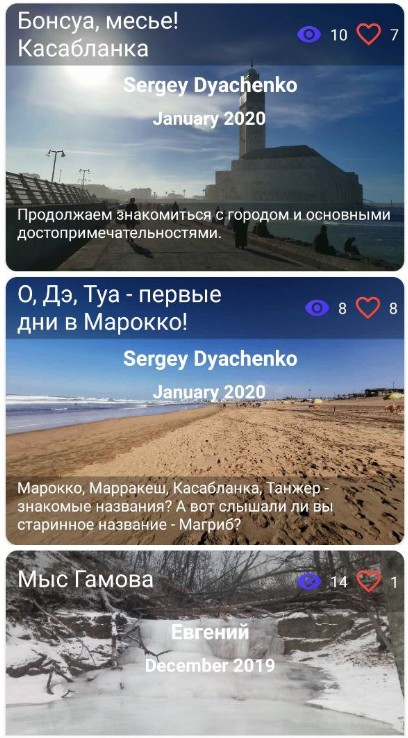 Бонсуа, месье!
Касабланка
10
7
Sergey Dyachenko
January 2020
Продолжаем знакомиться с городом и основными
достопримечательностями.
О, Дэ, Туа - первые
дни в Марокко!
8
8
Sergey Dyachenko
January 2020
Марокко, Марракеш, Касабланка, Танжер -
знакомые названия? А вот слышали ли вы
старинное название - Магриб?
Мыс Гамова
14
1
Евгений
December 2019